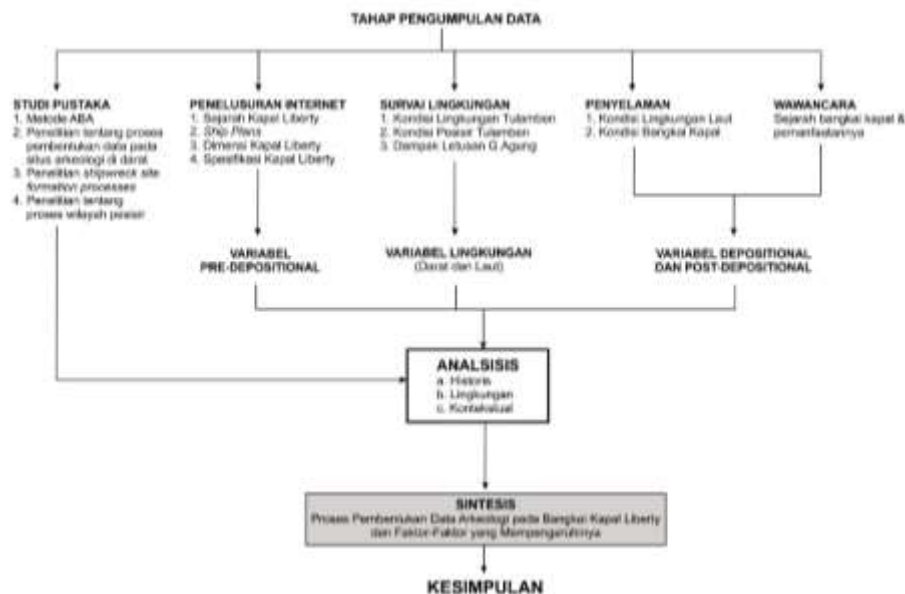 TAHAP PENGUMPULAN DATA
STUDI PUSTAKA
1. Metode ABA
2. Penelitian tentang proses
pembentukan data pada
situs arkeologi di darat
3. Penelitian shipwreck site
formation processes
4. Penelitian tentang
proses wilayah pesisir
PENELUSURAN INTERNET
1. Sejarah Kapal Liberty
2. Ship Plans
3. Dimensi Kapal Liberty
4. Spesifikasi Kapal Liberty
SURVAI LINGKUNGAN
1. Kondisi Lingkungan Tulamben
2. Kondisi Pesisir Tulamben
3. Dampak Letusan G Agung
PENYELAMAN
1. Kondisi Lingkungan Laut
2. Kondisi Bangkai Kapal
WAWANCARA
Sejarah bangkai kapal &
pemanfaatannya
VARIABEL
PRE-DEPOSITIONAL
VARIABEL LINGKUNGAN
(Darat dan Laut)
VARIABEL DEPOSITIONAL
DAN POST-DEPOSITIONAL
ANALSISIS
a. Historis
b. Lingkungan
c. Kontekstual
SINTESIS
Proses Pembentukan Data Arkeologi pada Bangkai Kapal Liberty
dan Faktor-Faktor yang Mempengaruhinya
KESIMPULAN